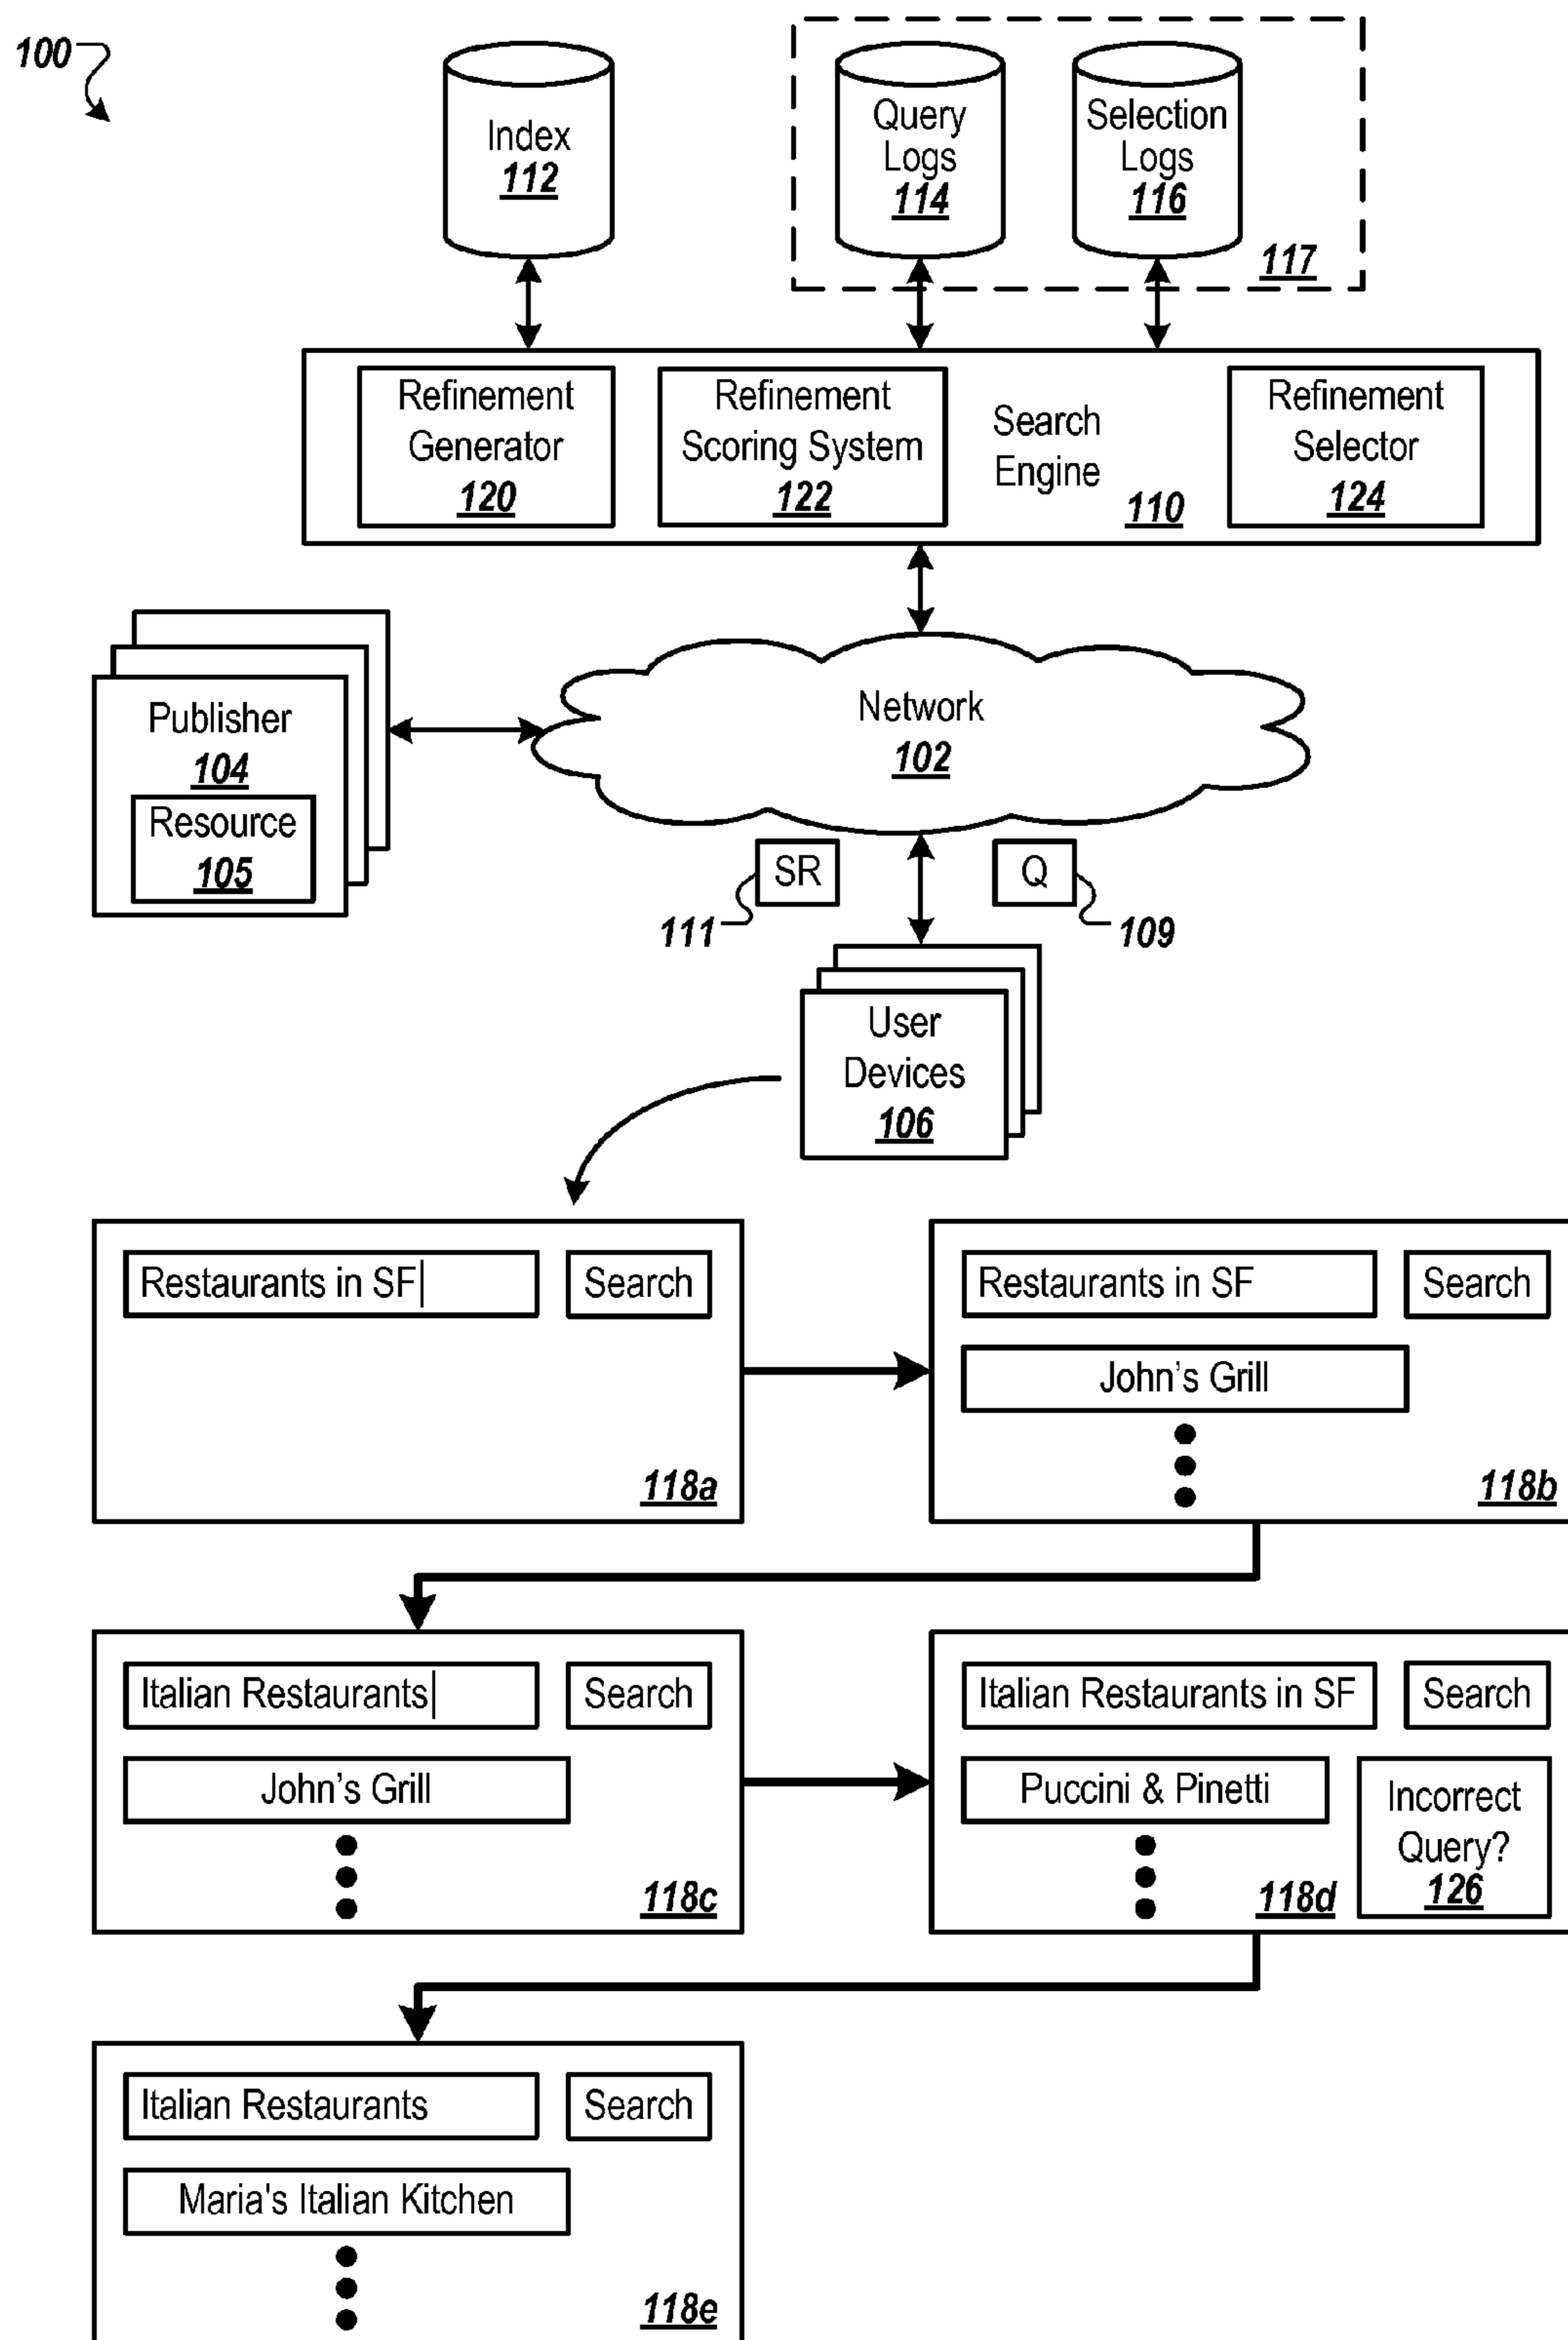 100
Index
112
Query
Logs
114
Selection
Logs
116
117
Refinement
Generator
120
Refinement
Scoring System
122
Search
Engine
110
Refinement
Selector
124
Publisher
104
Resource
105
Network
102
SR
111
Q
109
User
Devices
106
Restaurants in SF
Search
118a
Restaurants in SF
Search
John's Grill
118b
Italian Restaurants
Search
John's Grill
118c
Italian Restaurants in SF
Search
Puccini & Pinetti
118d
Incorrect
Query?
126
Italian Restaurants
Search
Maria's Italian Kitchen
118e